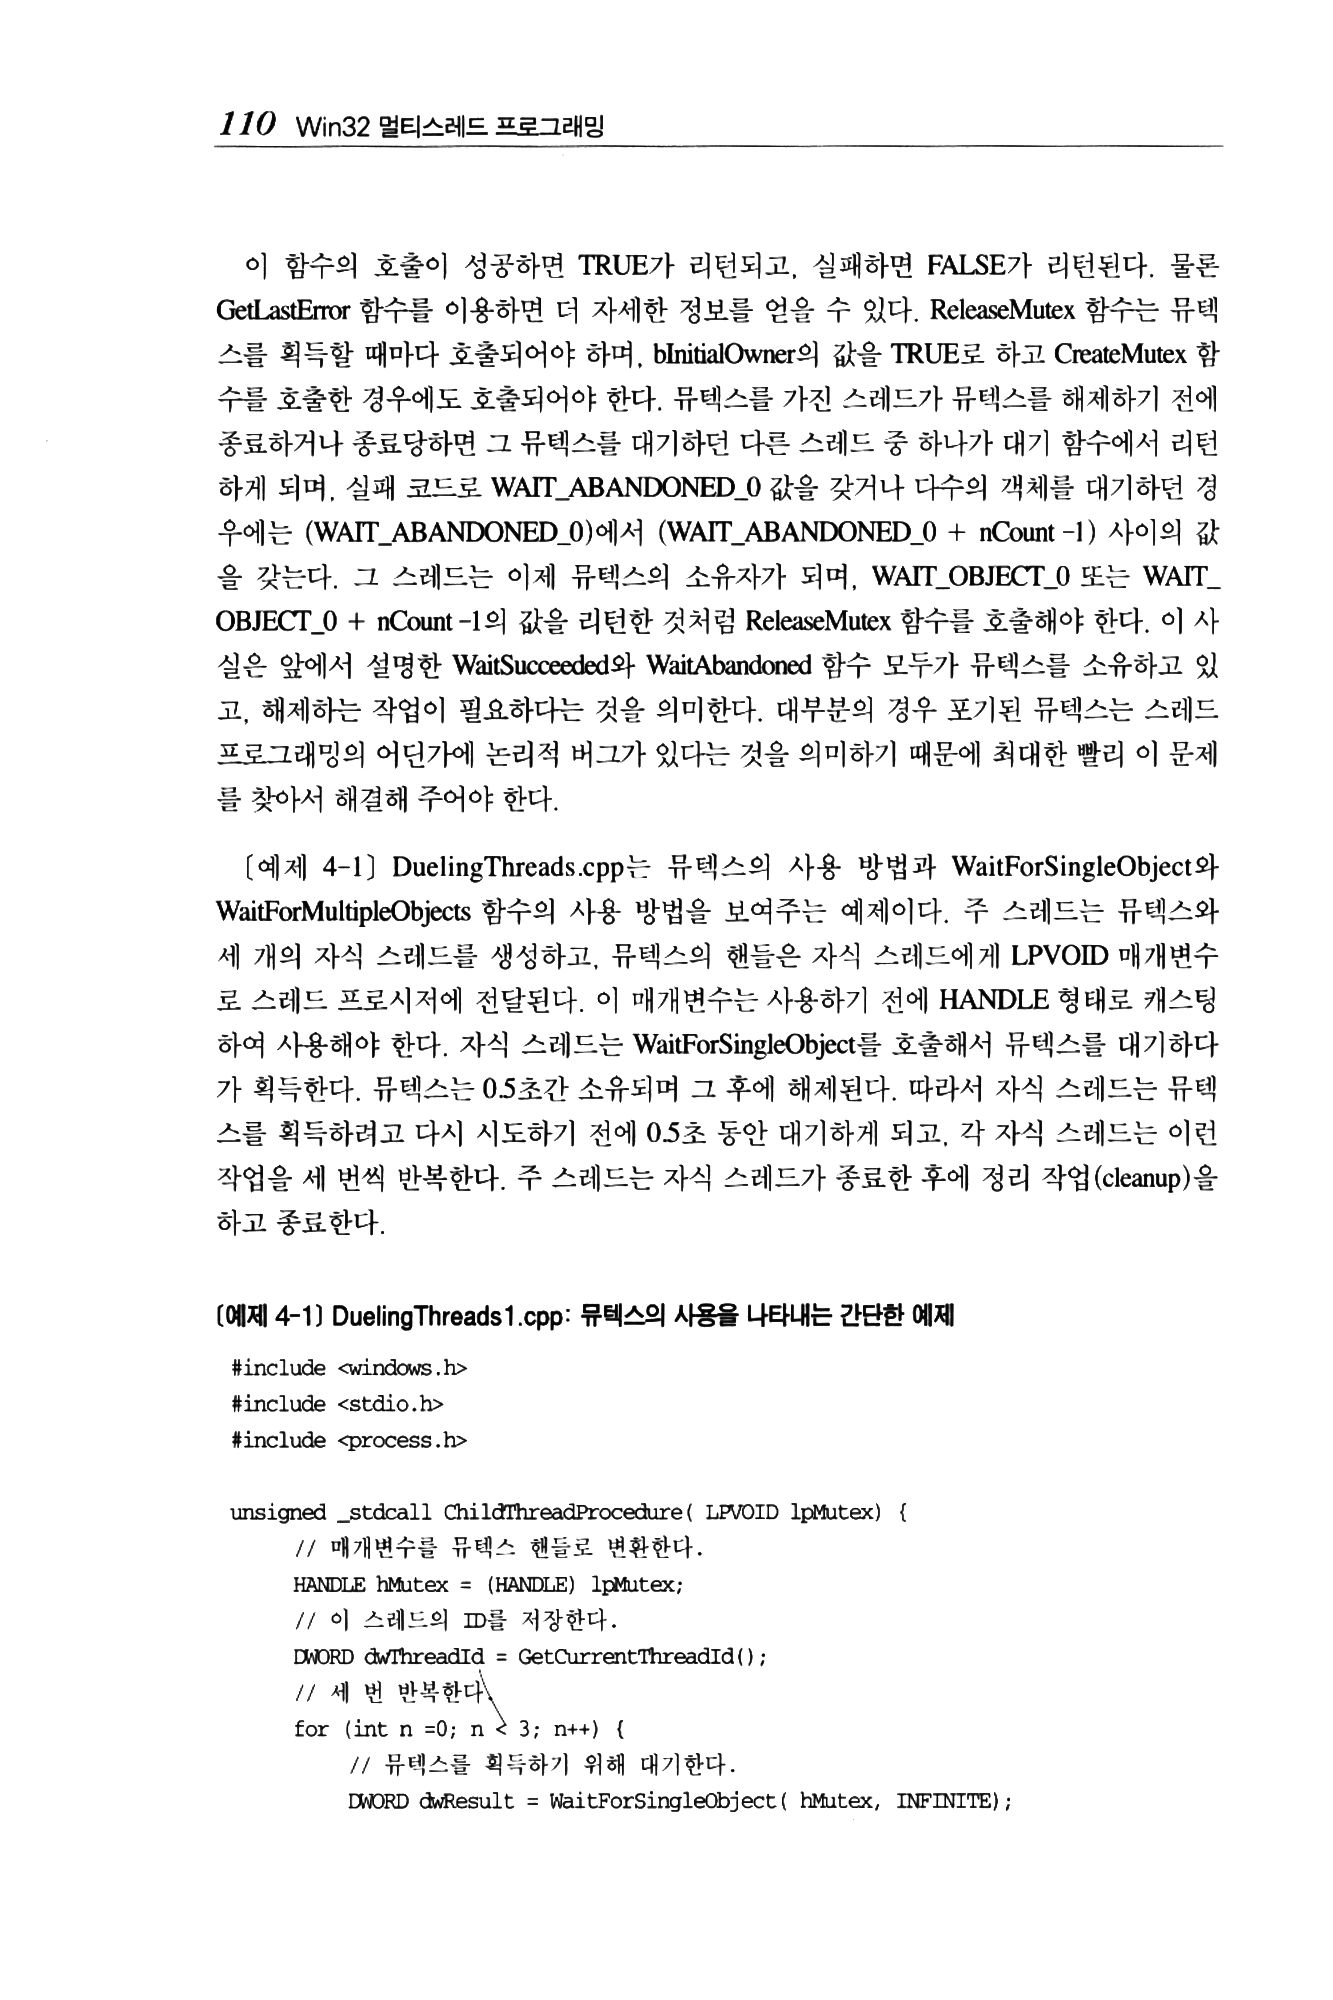 110 Win32 멀티스레드 프로그래밍
이 함수의 호출이 성공하면 TRUE가 리턴되고, 실패하면 FALSE가 리턴된다. 물론
GetLastError 함수를 이용하면 더 자세한 정보를 얻을 수 있다. ReleaseMutex 함수는 뮤텍
스를 획득할 때마다 호출되어야 하며, bInitialOwner의 값을 TRUE로 하고 CreateMutex 함
수를 호출한 경우에도 호출되어야 한다. 뮤텍스를 가진 스레드가 뮤텍스를 해제하기 전에
종료하거나 종료당하면 그 뮤텍스를 대기하던 다른 스레드 중 하나가 대기 함수에서 리턴
하게 되며, 실패 코드로 WAIT_ABANDONED_0 값을 갖거나 다수의 객체를 대기하던 경
우에는 (WAIT_ABANDONED_0)에서 (WAIT_ABANDONED_0 + nCount -1) 사이의 값
을 갖는다. 그 스레드는 이제 뮤텍스의 소유자가 되며, WAIT_OBJECT_0 또는 WAIT_
OBJECT_0 + nCount -1의 값을 리턴한 것처럼 ReleaseMutex 함수를 호출해야 한다. 이 사
실은 앞에서 설명한 WaitSucceeded와 WaitAbandoned 함수 모두가 뮤텍스를 소유하고 있
고, 해제하는 작업이 필요하다는 것을 의미한다. 대부분의 경우 포기된 뮤텍스는 스레드
프로그래밍의 어딘가에 논리적 버그가 있다는 것을 의미하기 때문에 최대한 빨리 이 문제
를 찾아서 해결해 주어야 한다.
[예제 4-1] DuelingThreads.cpp는 뮤텍스의 사용 방법과 WaitForSingleObject와
WaitForMultipleObjects 함수의 사용 방법을 보여주는 예제이다. 주 스레드는 뮤텍스와
세 개의 자식 스레드를 생성하고, 뮤텍스의 핸들은 자식 스레드에게 LPVOID 매개변수
로 스레드 프로시저에 전달된다. 이 매개변수는 사용하기 전에 HANDLE 형태로 캐스팅
하여 사용해야 한다. 자식 스레드는 WaitForSingleObject를 호출해서 뮤텍스를 대기하다
가 획득한다. 뮤텍스는 0.5초간 소유되며 그 후에 해제된다. 따라서 자식 스레드는 뮤텍
스를 획득하려고 다시 시도하기 전에 0.5초 동안 대기하게 되고, 각 자식 스레드는 이런
작업을 세 번씩 반복한다. 주 스레드는 자식 스레드가 종료한 후에 정리 작업(cleanup)을
하고 종료한다.
[예제 4-1] DuelingThreads1.cpp: 뮤텍스의 사용을 나타내는 간단한 예제
#include <windows.h>
#include <stdio.h>
#include <process.h>
unsigned _stdcall ChildThreadProcedure( LPVOID lpMutex) {
// 매개변수를 뮤텍스 핸들로 변환한다.
HANDLE hMutex = (HANDLE) lpMutex;
// 이 스레드의 ID를 저장한다.
DWORD dwThreadId = GetCurrentThreadId();
// 세 번 반복한다.
for (int n =0; n < 3; n++) {
// 뮤텍스를 획득하기 위해 대기한다.
DWORD dwResult = WaitForSingleObject( hMutex, INFINITE);